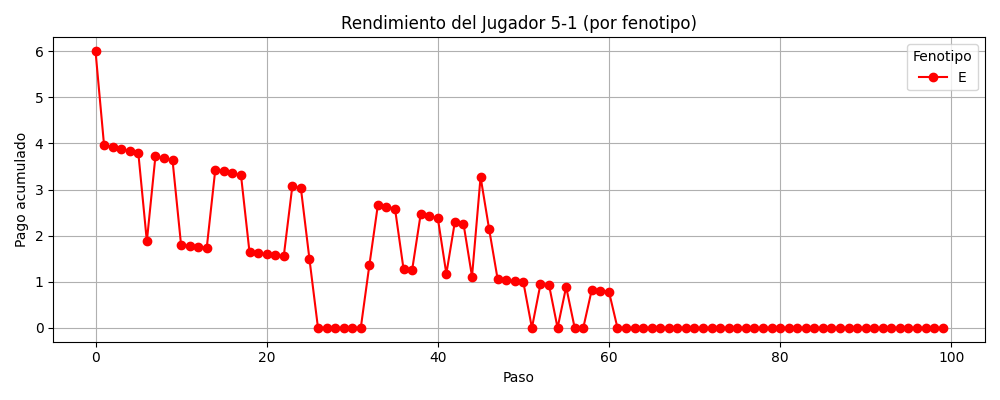 Rendimiento del Jugador 5-1 (por fenotipo)
Fenotipo
E
Pago acumulado
6
5
4
3
2
1
0
0 20 40 60 80 100
Paso